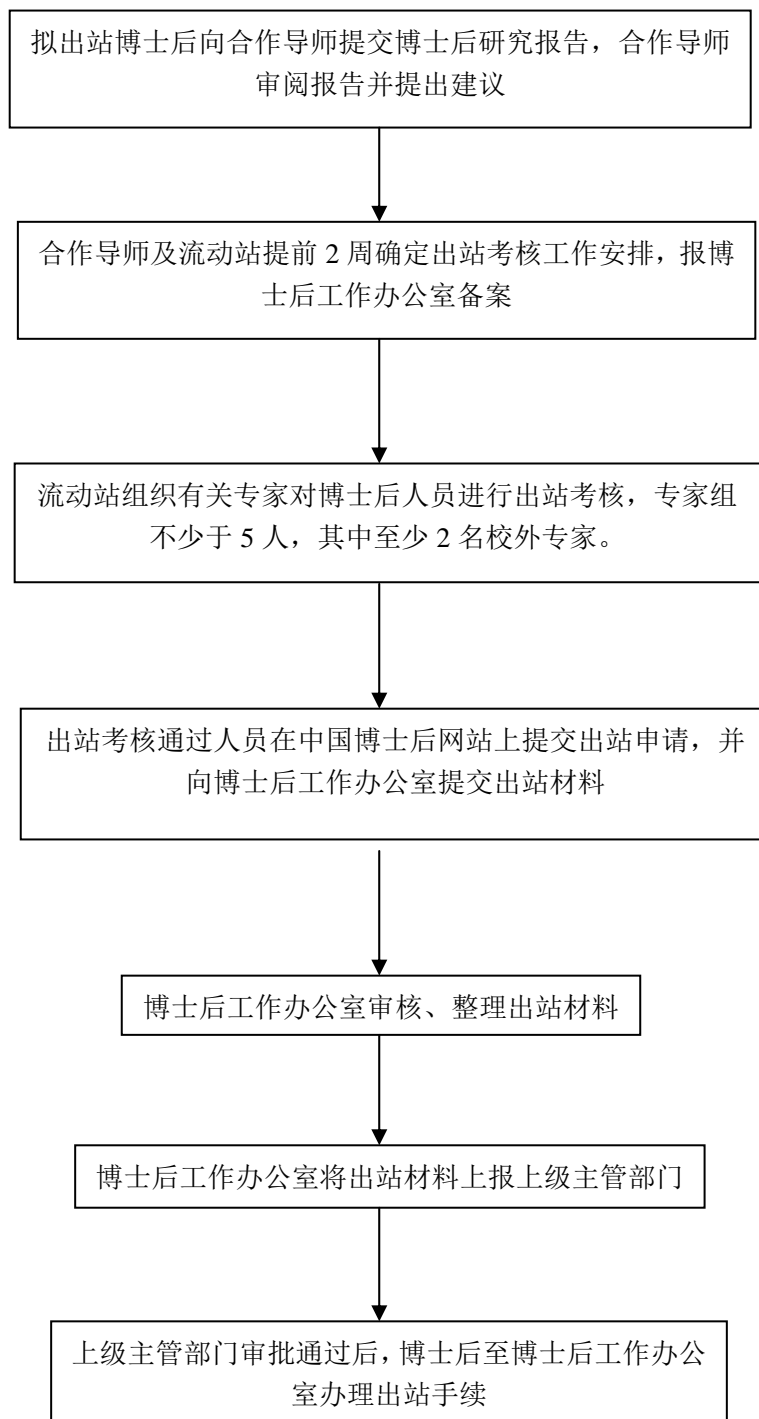 拟出站博士后向合作导师提交博士后研究报告，合作导师
审阅报告并提出建议
合作导师及流动站提前 2 周确定出站考核工作安排，报博
士后工作办公室备案
流动站组织有关专家对博士后人员进行出站考核，专家组
不少于 5 人，其中至少 2 名校外专家。
出站考核通过人员在中国博士后网站上提交出站申请，并
向博士后工作办公室提交出站材料
博士后工作办公室审核、整理出站材料
博士后工作办公室将出站材料上报上级主管部门
上级主管部门审批通过后，博士后至博士后工作办公
室办理出站手续